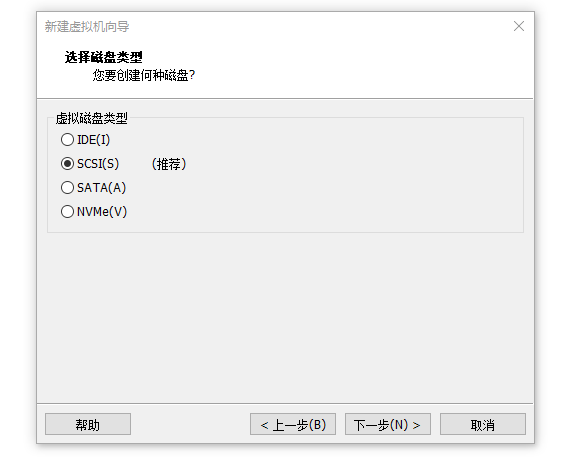 新建虚拟机向导
选择磁盘类型
您要创建何种磁盘?
虚拟磁盘类型
IDE(I)
SCSI(S) （推荐）
SATA(A)
NVMe(V)
帮助 < 上一步(B) 下一步(N) > 取消